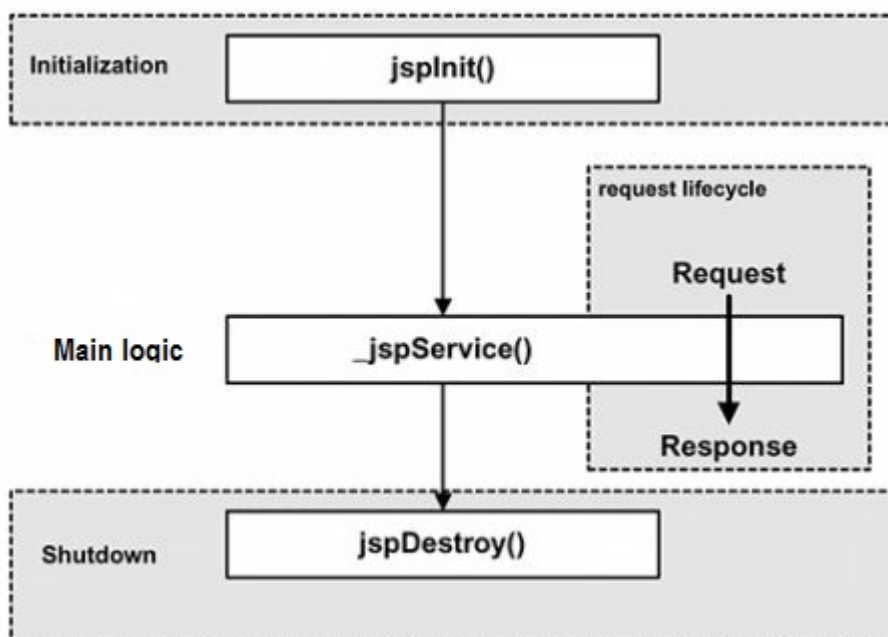 Initialization
jspInit()
request lifecycle
Request
Main logic
_jspService()
Response
Shutdown
jspDestroy()